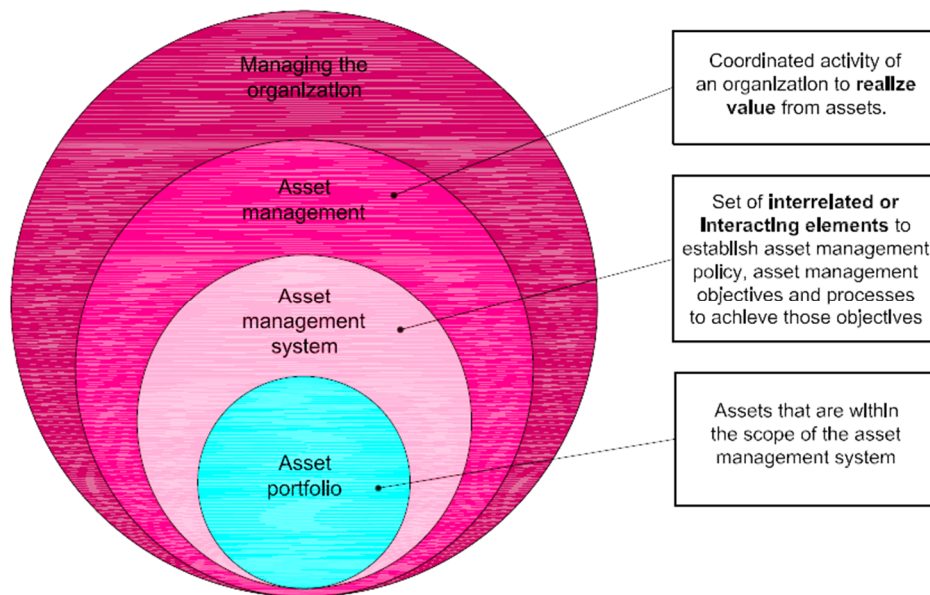 Managing the
organization
Asset
management
Asset
management
system
Asset
portfolio
Coordinated activity of
an organization to realize
value from assets.
Set of interrelated or
interacting elements to
establish asset management
policy, asset management
objectives and processes
to achieve those objectives
Assets that are within
the scope of the asset
management system